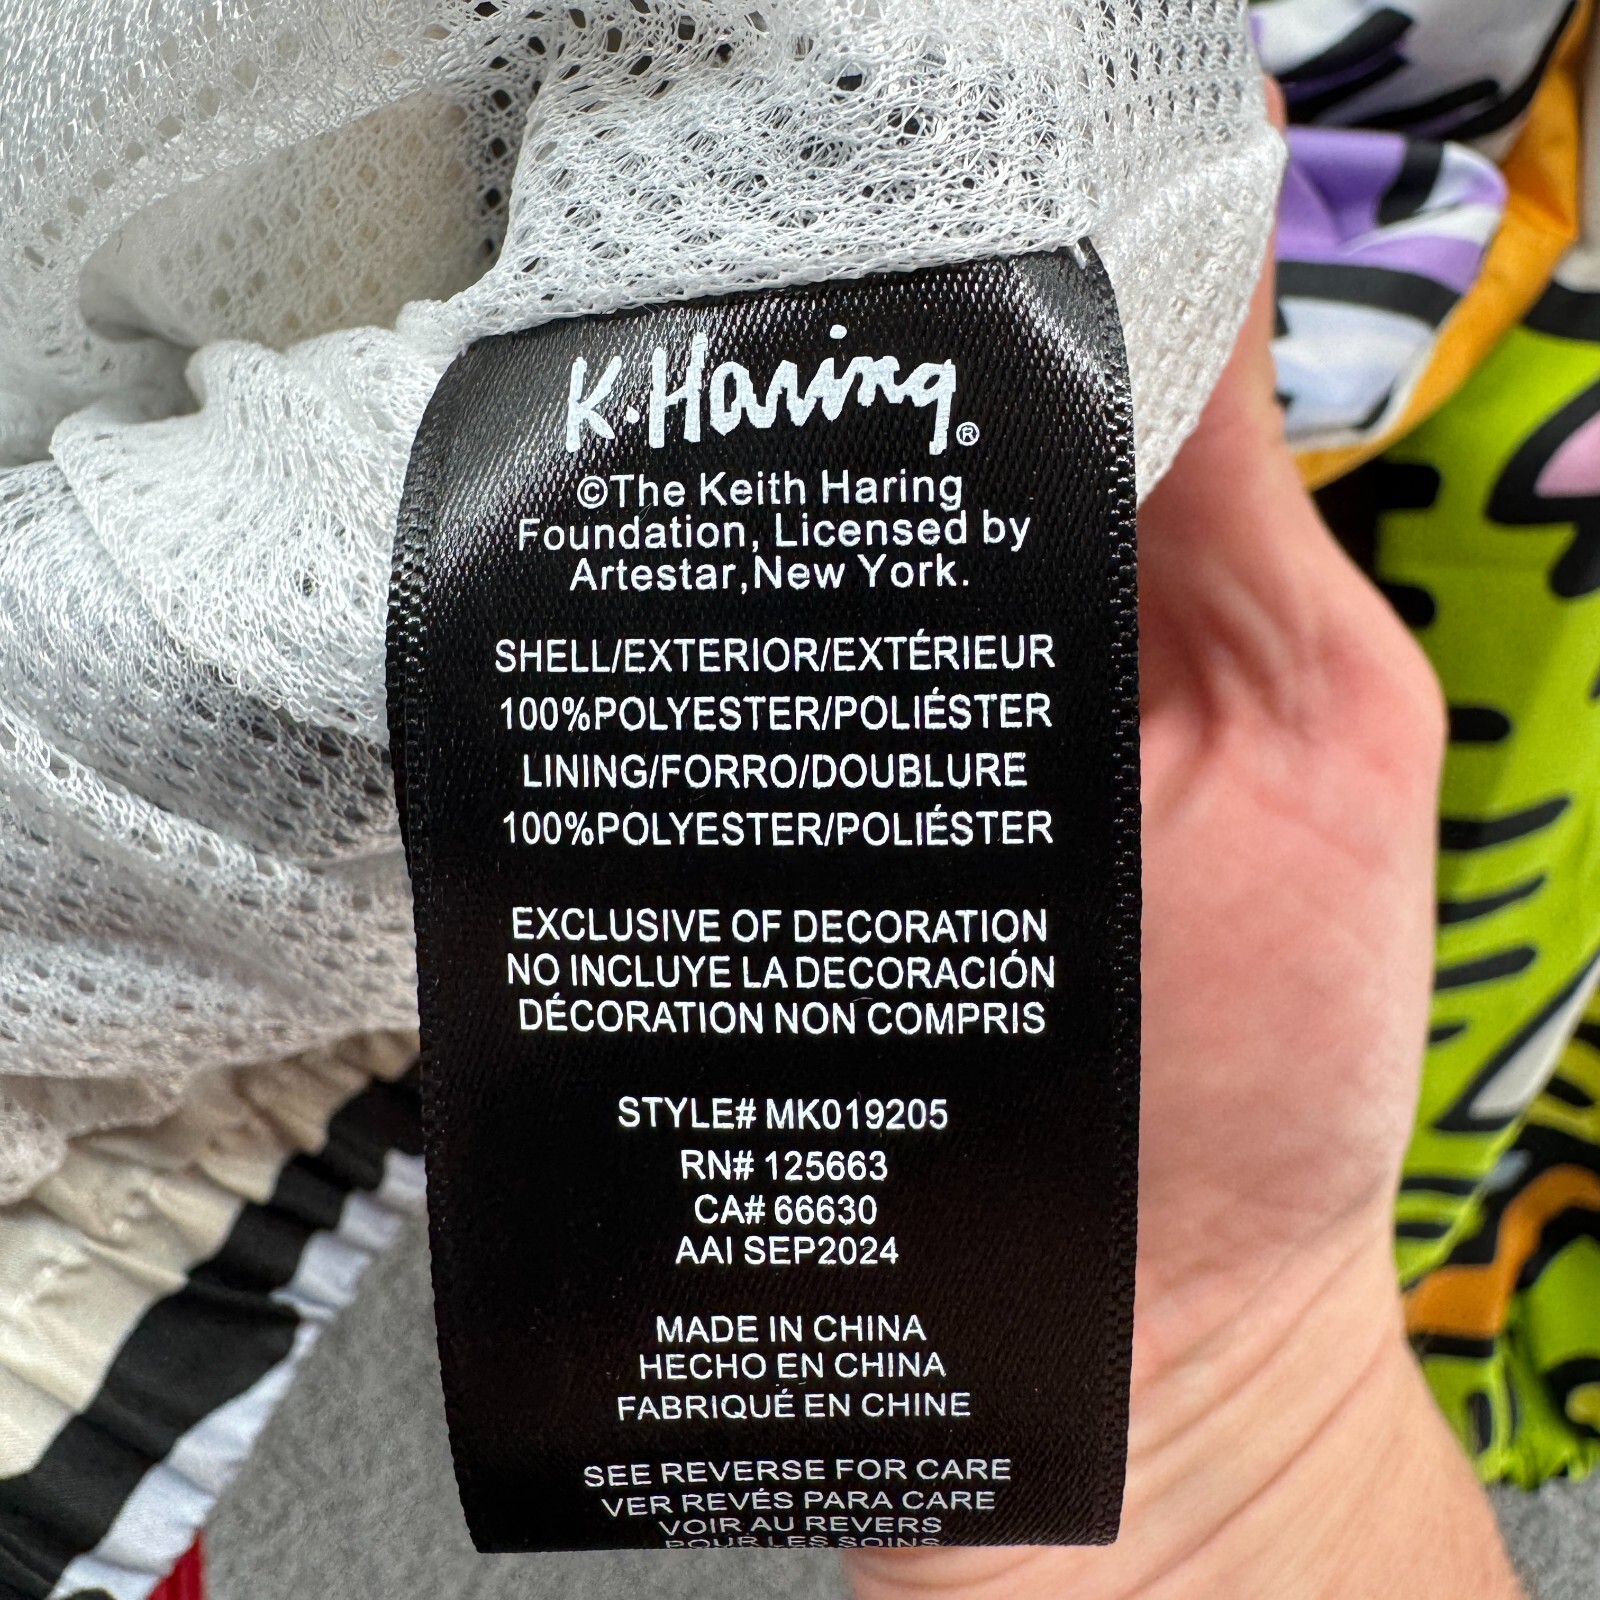 K.Haring®
©The Keith Haring
Foundation, Licensed by
Artestar,New York.
SHELL/EXTERIOR/EXTÉRIEUR
100%POLYESTER/POLIÉSTER
LINING/FORRO/DOUBLURE
100%POLYESTER/POLIÉSTER
EXCLUSIVE OF DECORATION
NO INCLUYE LA DECORACIÓN
DÉCORATION NON COMPRIS
STYLE# MK019205
RN# 125663
CA# 66630
AAI SEP2024
MADE IN CHINA
HECHO EN CHINA
FABRIQUÉ EN CHINE
SEE REVERSE FOR CARE
VER REVÉS PARA CARE
VOIR AU REVERS
POUR LES SOINS